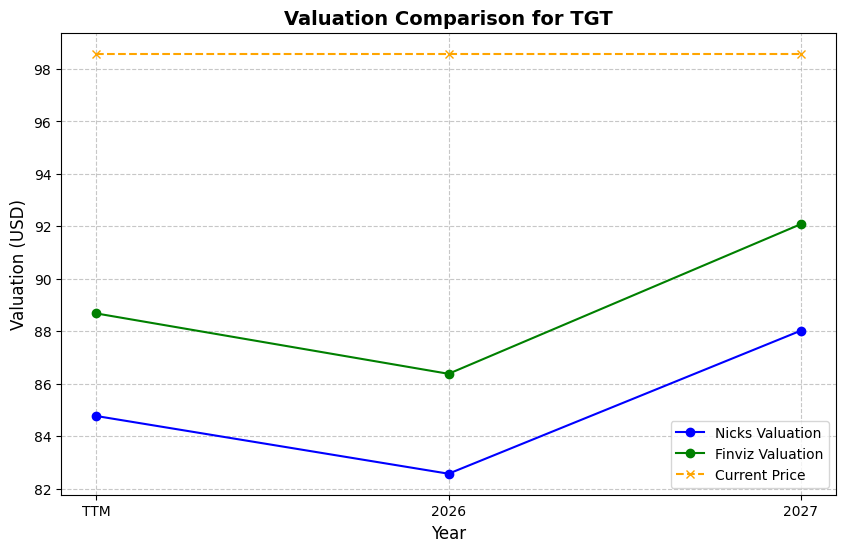 Valuation Comparison for TGT
Valuation (USD)
98
96
94
92
90
88
86
84
82
TTM
2026
2027
Year
Nicks Valuation
Finviz Valuation
Current Price